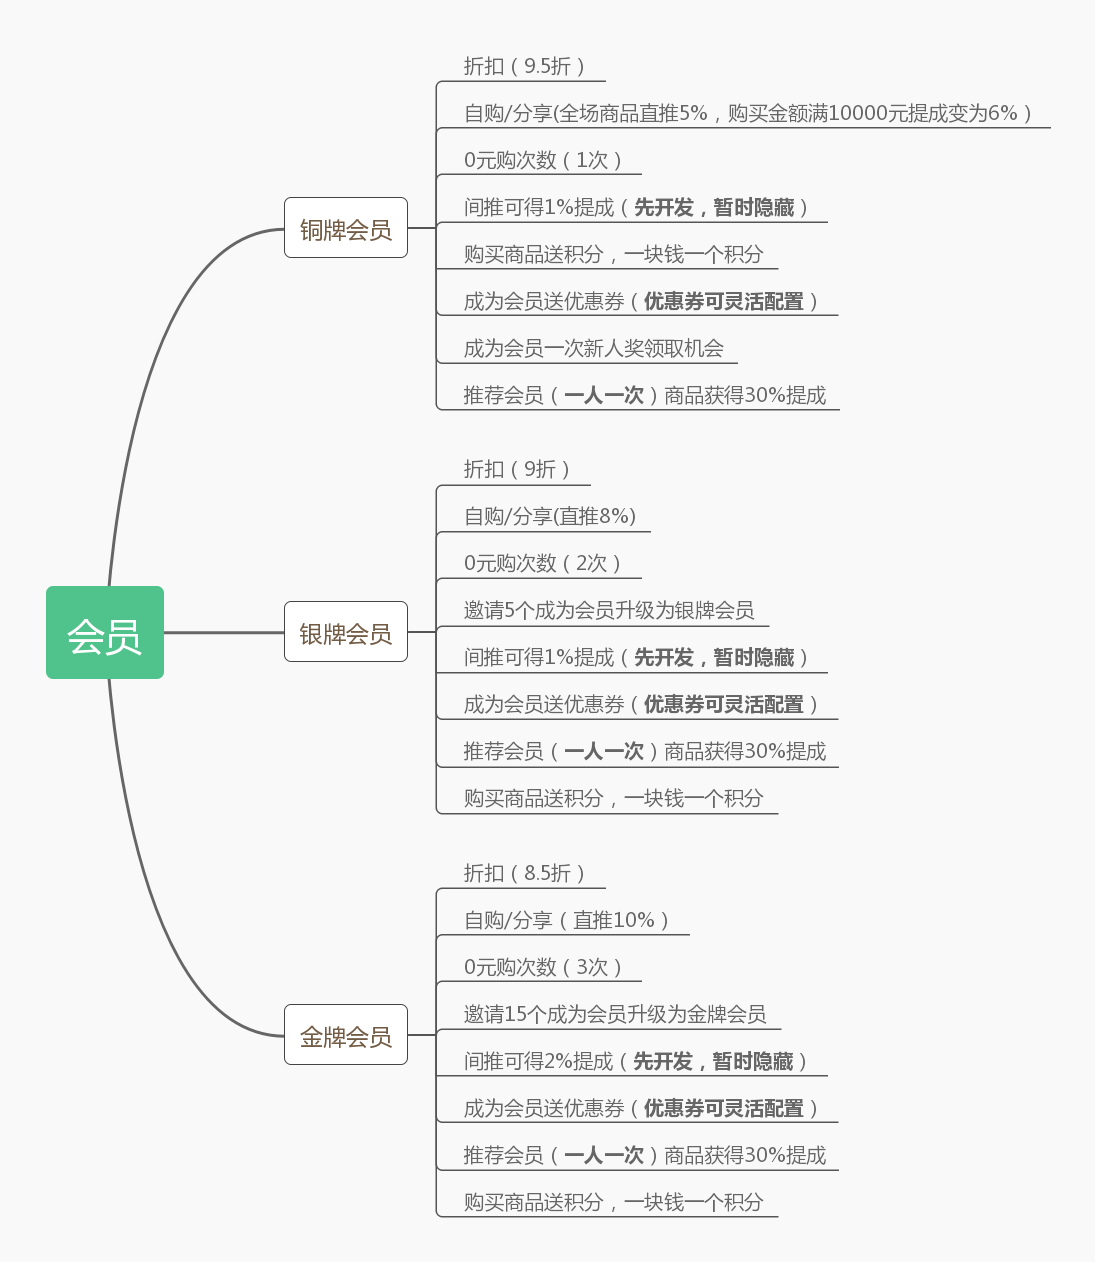 会员
铜牌会员
折扣（9.5折）
自购/分享(全场商品直推5%，购买金额满10000元提成变为6%）
0元购次数（1次）
间推可得1%提成（先开发，暂时隐藏）
购买商品送积分，一块钱一个积分
成为会员送优惠券（优惠券可灵活配置）
成为会员一次新人奖领取机会
推荐会员（一人一次）商品获得30%提成
银牌会员
折扣（9折）
自购/分享(直推8%)
0元购次数（2次）
邀请5个成为会员升级为银牌会员
间推可得1%提成（先开发，暂时隐藏）
成为会员送优惠券（优惠券可灵活配置）
推荐会员（一人一次）商品获得30%提成
购买商品送积分，一块钱一个积分
金牌会员
折扣（8.5折）
自购/分享（直推10%）
0元购次数（3次）
邀请15个成为会员升级为金牌会员
间推可得2%提成（先开发，暂时隐藏）
成为会员送优惠券（优惠券可灵活配置）
推荐会员（一人一次）商品获得30%提成
购买商品送积分，一块钱一个积分